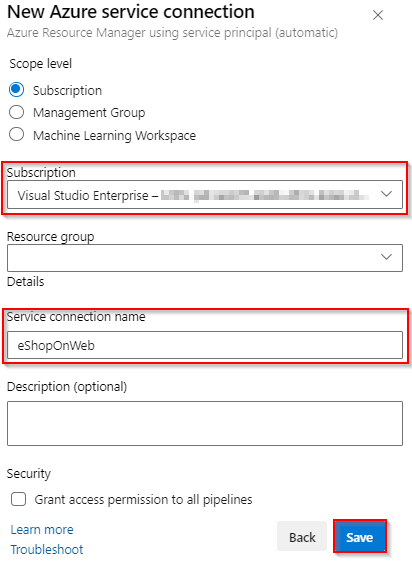 New Azure service connection
Azure Resource Manager using service principal (automatic)
Scope level
Subscription
Management Group
Machine Learning Workspace
Subscription
Visual Studio Enterprise –
Resource group
Details
Service connection name
eShopOnWeb
Description (optional)
Security
Grant access permission to all pipelines
Learn more
Troubleshoot
Back
Save